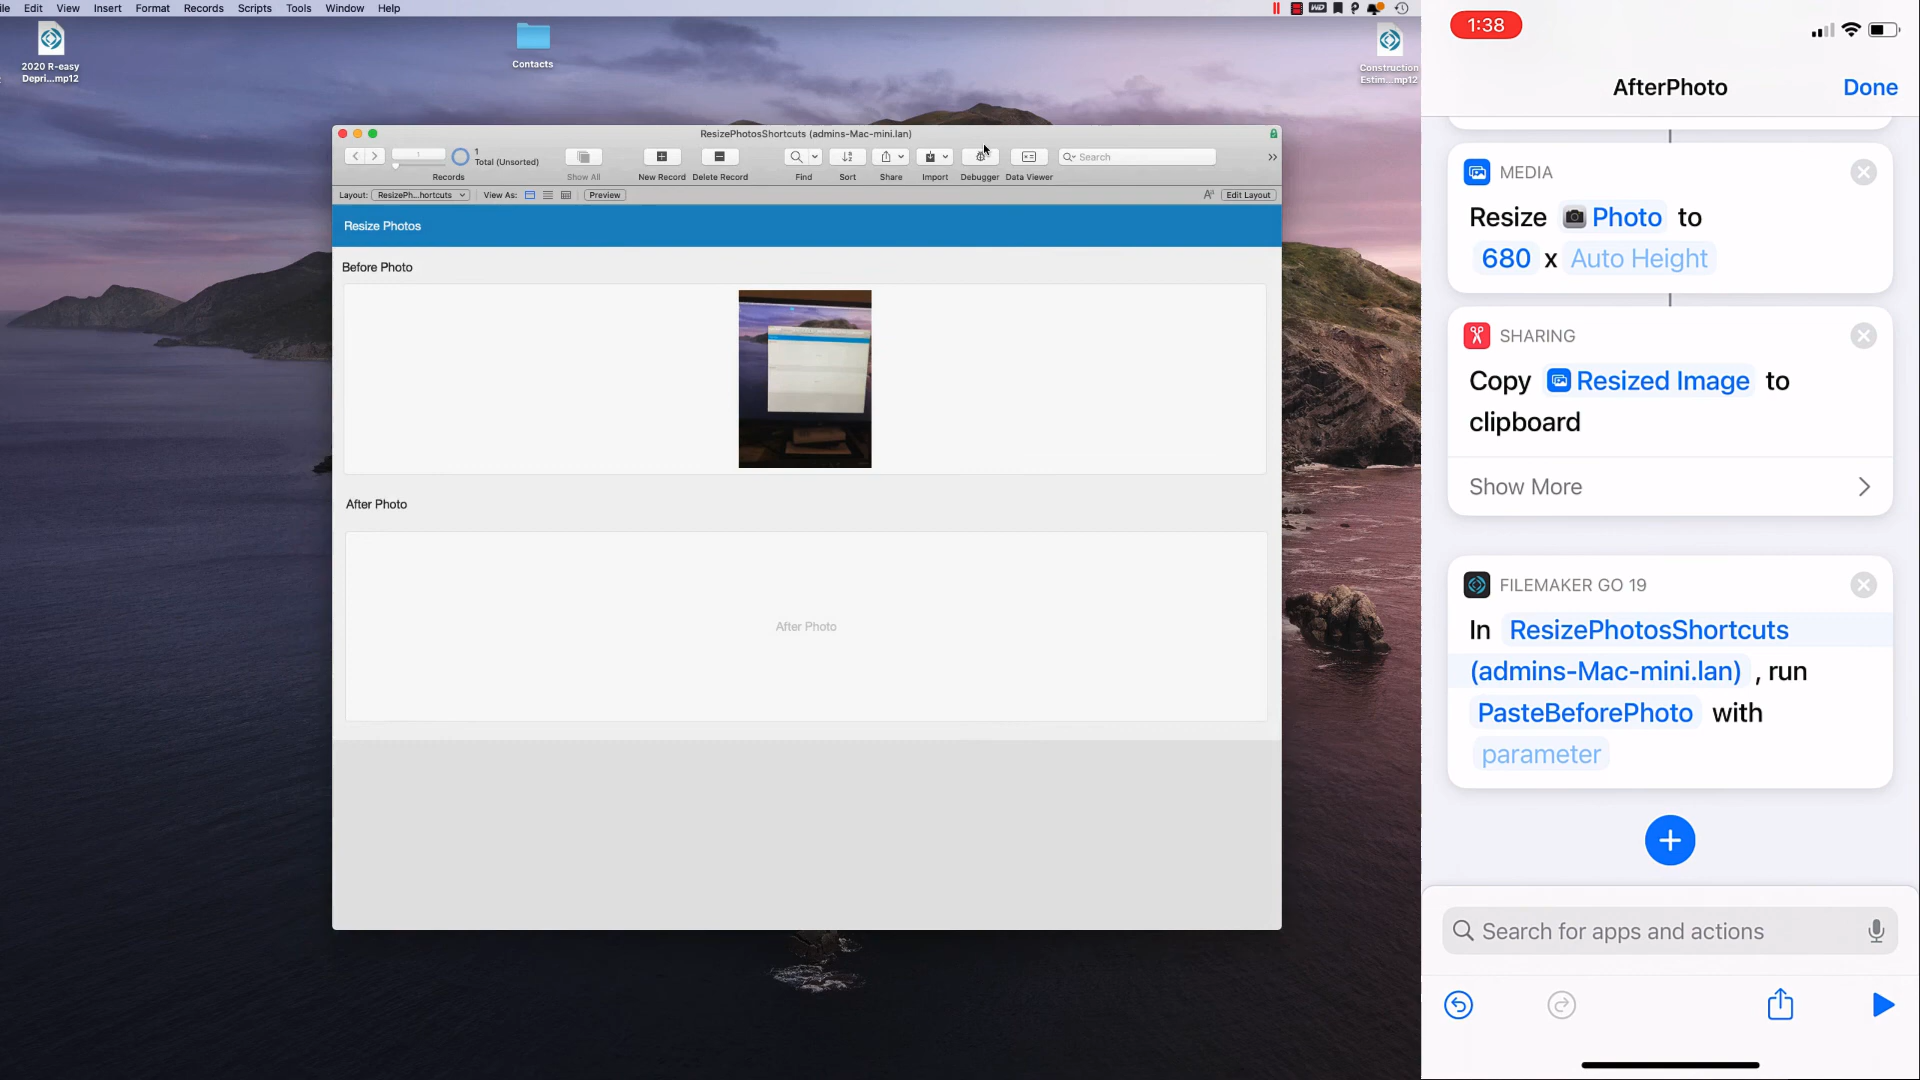 ile Edit View Insert Format Records Scripts Tools Window Help
2020 R-easy
Depri...mp12
Contacts
Construction
Estim...mp12
ResizePhotosShortcuts (admins-Mac-mini.lan)
1
1
Total (Unsorted)
Search
Records Show All New Record Delete Record Find Sort Share Import Debugger Data Viewer
Layout: ResizePh...hortcuts View As: Preview Edit Layout
Resize Photos
Before Photo
After Photo
After Photo
1:38
AfterPhoto Done
MEDIA
Resize Photo to
680 x Auto Height
SHARING
Copy Resized Image to
clipboard
Show More
FILEMAKER GO 19
In ResizePhotosShortcuts
(admins-Mac-mini.lan) , run
PasteBeforePhoto with
parameter
Search for apps and actions